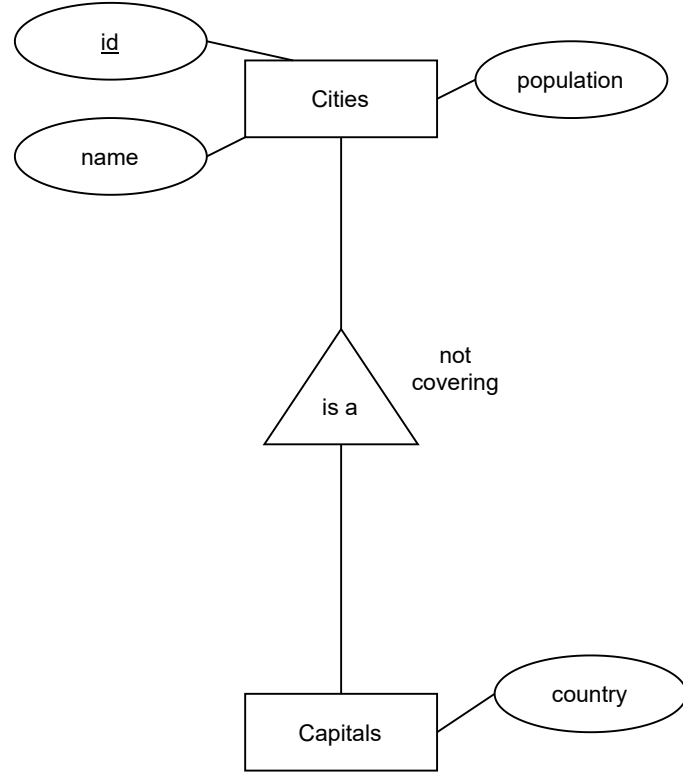 id
Cities
population
name
not
covering
is a
country
Capitals